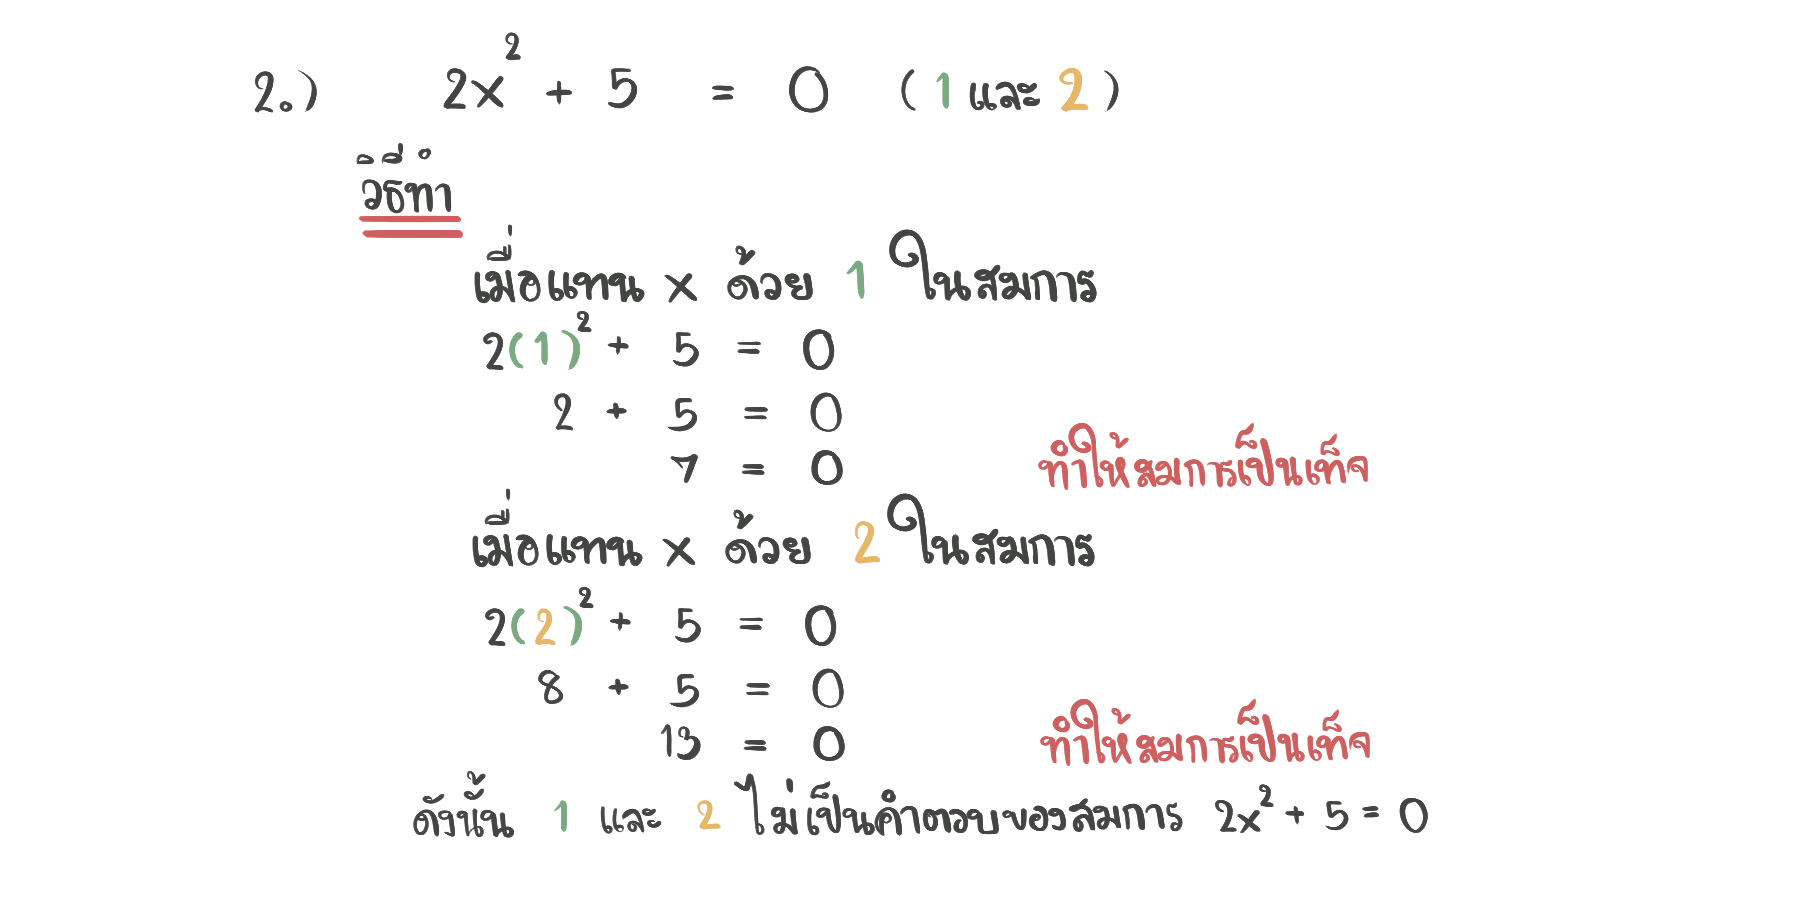 2.) 2x² + 5 = 0 (1 และ 2)
วิธีทำ
เมื่อแทน x ด้วย 1 ในสมการ
2(1)² + 5 = 0
2 + 5 = 0
7 = 0 ทำให้สมการเป็นเท็จ
เมื่อแทน x ด้วย 2 ในสมการ
2(2)² + 5 = 0
8 + 5 = 0
13 = 0 ทำให้สมการเป็นเท็จ
ดังนั้น 1 และ 2 ไม่เป็นคำตอบของสมการ 2x² + 5 = 0